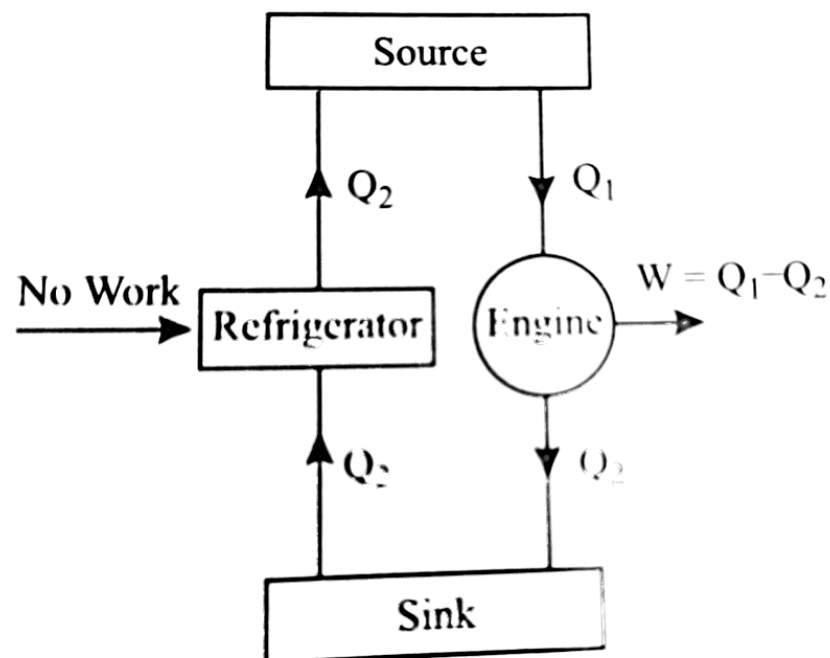 Source
Q₂
Q₁
No Work
Refrigerator
Engine
W = Q₁–Q₂
Q₂
Q₂
Sink